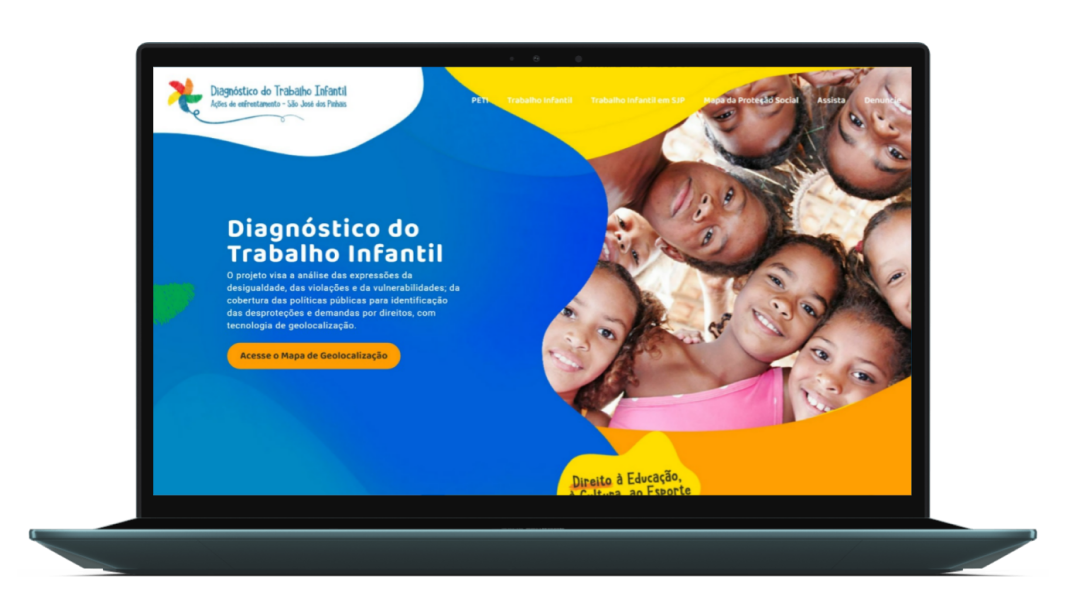 Diagnóstico do Trabalho Infantil
Ações de enfrentamento - São José dos Pinhais
PETI Trabalho Infantil Trabalho Infantil em SJP Mapa da Proteção Social Assista Denuncie
Diagnóstico do
Trabalho Infantil
O projeto visa a análise das expressões da
desigualdade, das violações e da vulnerabilidades; da
cobertura das políticas públicas para identificação
das desproteções e demandas por direitos, com
tecnologia de geolocalização.
Acesse o Mapa de Geolocalização
Direito à Educação,
à Cultura, ao Esporte